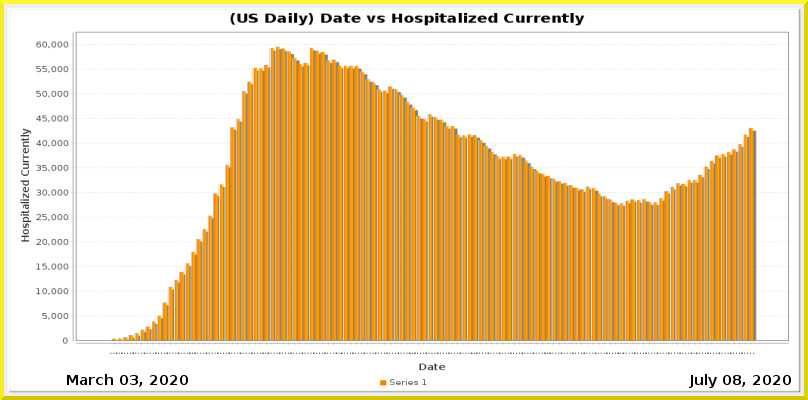 (US Daily) Date vs Hospitalized Currently
60,000
55,000
50,000
45,000
40,000
35,000
30,000
25,000
20,000
15,000
10,000
5,000
0
Hospitalized Currently
Date
March 03, 2020
Series 1
July 08, 2020